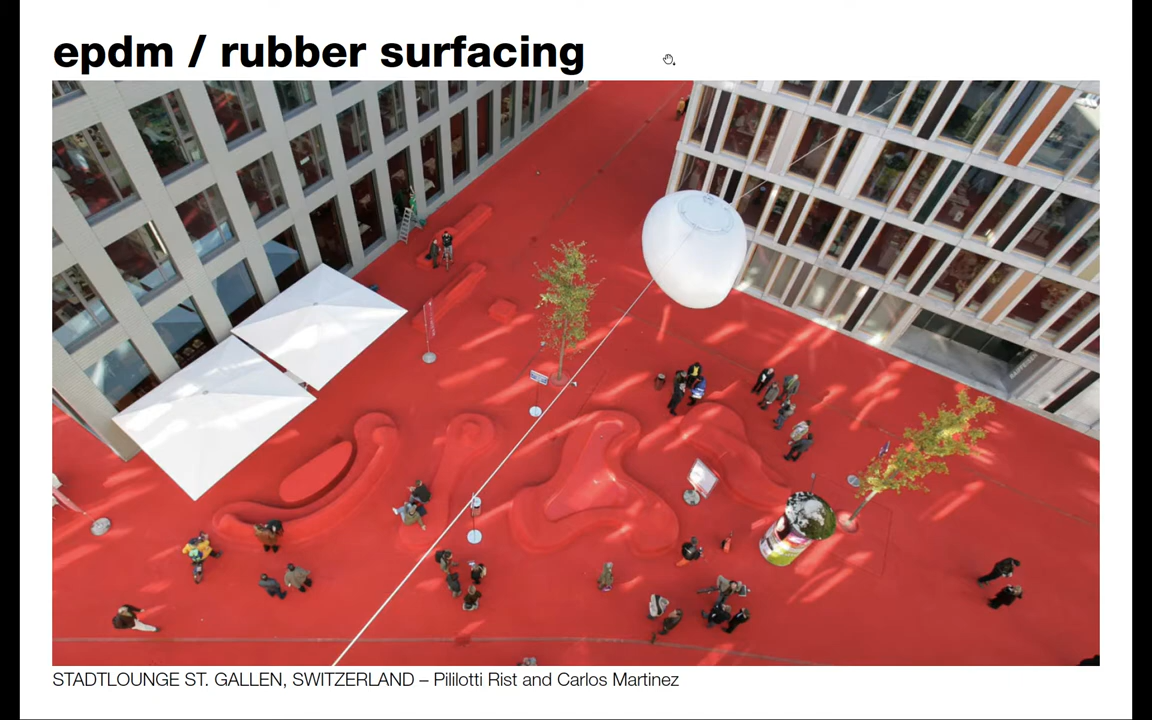 epdm / rubber surfacing
STADTLOUNGE ST. GALLEN, SWITZERLAND – Pililotti Rist and Carlos Martinez